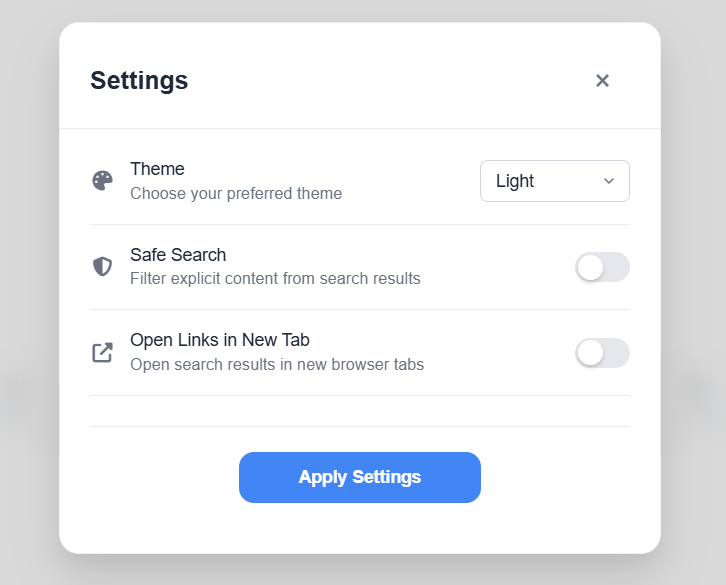 Settings
Theme
Choose your preferred theme
Light
Safe Search
Filter explicit content from search results
Open Links in New Tab
Open search results in new browser tabs
Apply Settings